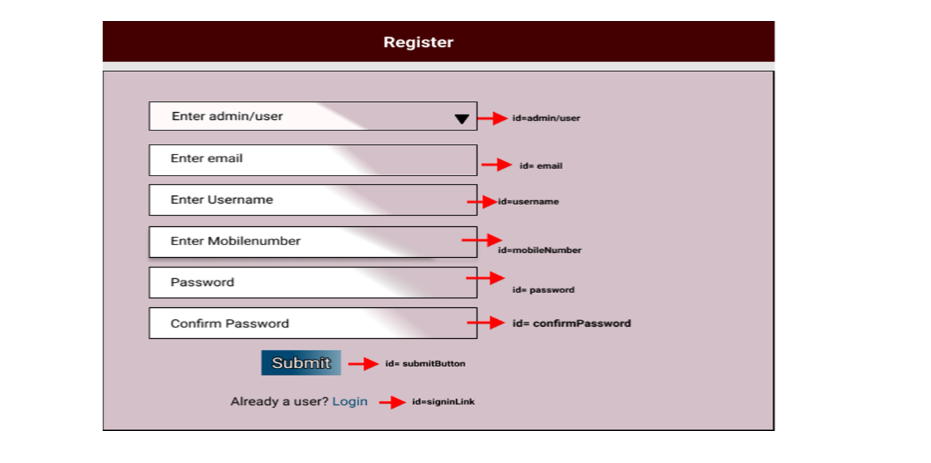 Register
Enter admin/user
id=admin/user
Enter email
id= email
Enter Username
id=username
Enter Mobilenumber
id=mobileNumber
Password
id= password
Confirm Password
id= confirmPassword
Submit
id= submitButton
Already a user? Login
id=signinLink